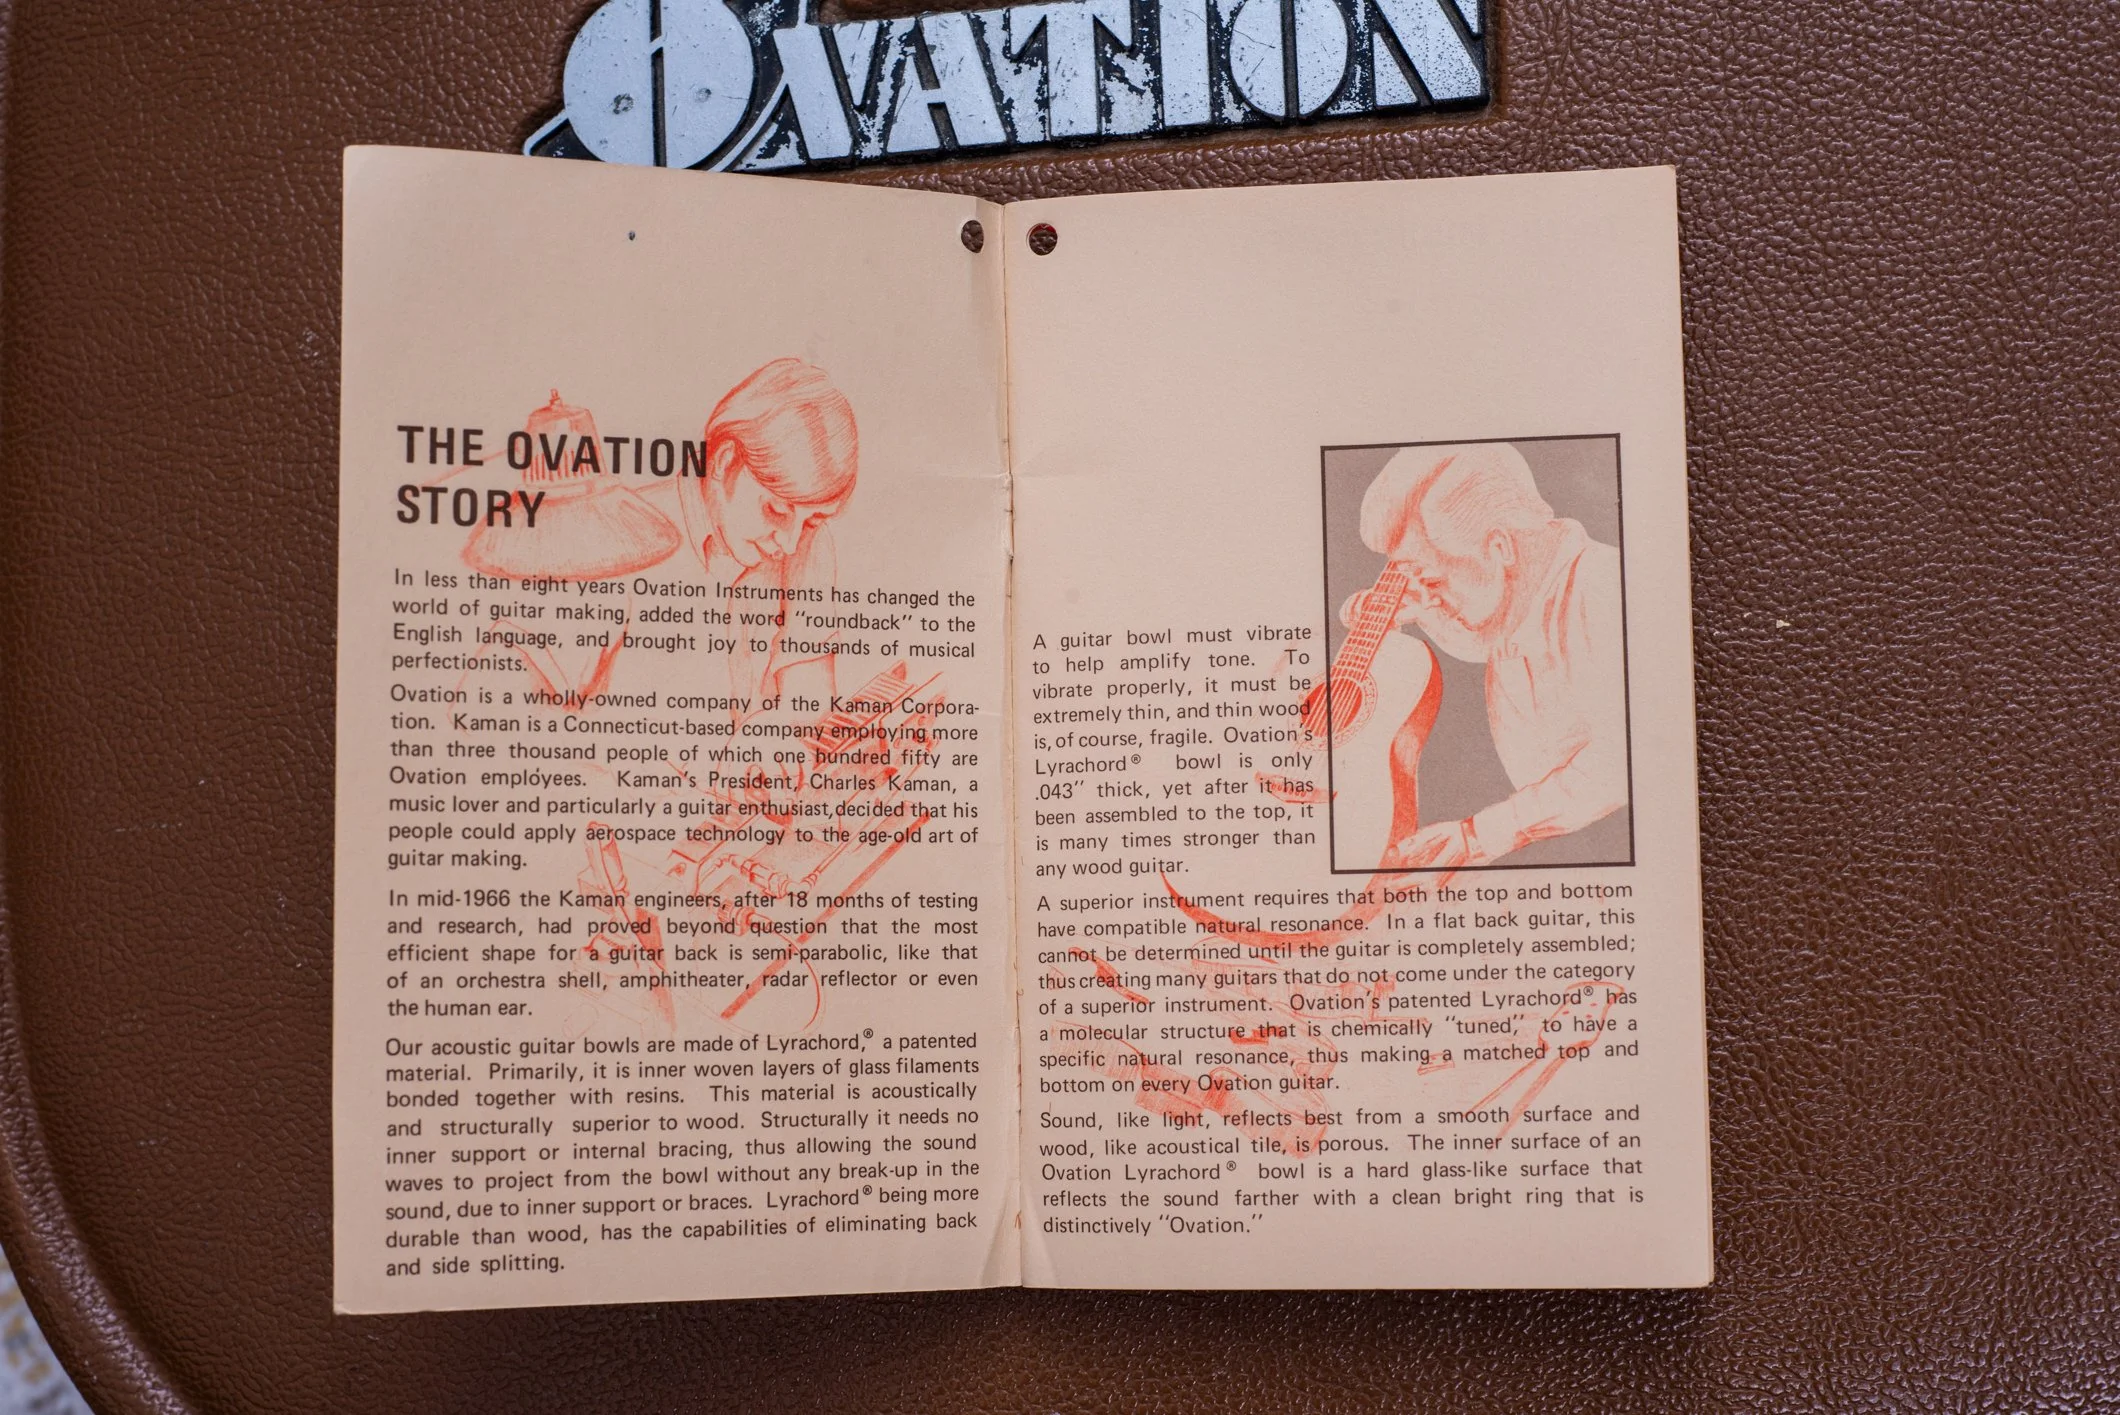 OVATION
THE OVATION
STORY
In less than eight years Ovation Instruments has changed the
world of guitar making, added the word "roundback" to the
English language, and brought joy to thousands of musical
perfectionists.
Ovation is a wholly-owned company of the Kaman Corpora-
tion. Kaman is a Connecticut-based company employing more
than three thousand people of which one hundred fifty are
Ovation employees. Kaman's President, Charles Kaman, a
music lover and particularly a guitar enthusiast, decided that his
people could apply aerospace technology to the age-old art of
guitar making.
In mid-1966 the Kaman engineers, after 18 months of testing
and research, had proved beyond question that the most
efficient shape for a guitar back is semi-parabolic, like that
of an orchestra shell, amphitheater, radar reflector or even
the human ear.
Our acoustic guitar bowls are made of Lyrachord,® a patented
material. Primarily, it is inner woven layers of glass filaments
bonded together with resins. This material is acoustically
and structurally superior to wood. Structurally it needs no
inner support or internal bracing, thus allowing the sound
waves to project from the bowl without any break-up in the
sound, due to inner support or braces. Lyrachord® being more
durable than wood, has the capabilities of eliminating back
and side splitting.
A guitar bowl must vibrate
to help amplify tone. To
vibrate properly, it must be
extremely thin, and thin wood
is, of course, fragile. Ovation's
Lyrachord® bowl is only
.043" thick, yet after it has
been assembled to the top, it
is many times stronger than
any wood guitar.
A superior instrument requires that both the top and bottom
have compatible natural resonance. In a flat back guitar, this
cannot be determined until the guitar is completely assembled;
thus creating many guitars that do not come under the category
of a superior instrument. Ovation's patented Lyrachord® has
a molecular structure that is chemically "tuned," to have a
specific natural resonance, thus making a matched top and
bottom on every Ovation guitar.
Sound, like light, reflects best from a smooth surface and
wood, like acoustical tile, is porous. The inner surface of an
Ovation Lyrachord® bowl is a hard glass-like surface that
reflects the sound farther with a clean bright ring that is
distinctively "Ovation."